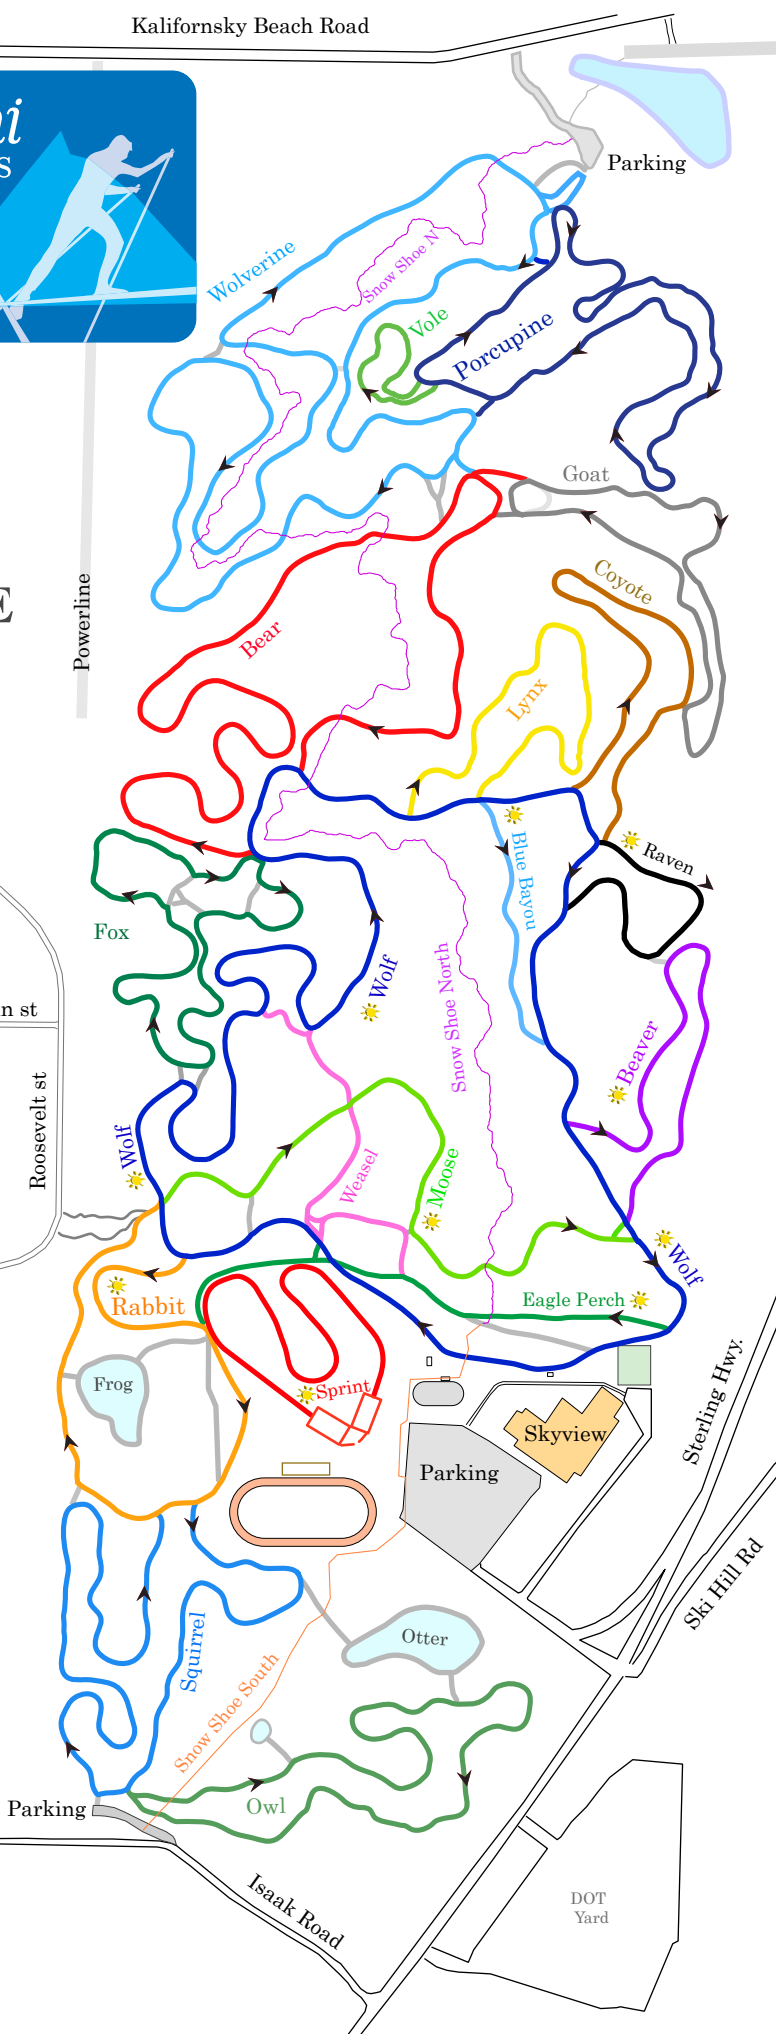 Kalifornsky Beach Road
Parking
Wolverine
Snow Shoe N
Vole
Porcupine
Goat
Powerline
Coyote
Bear
Lynx
Blue Bayou
Raven
Fox
Wolf
Snow Shoe North
n st
Beaver
Roosevelt st
Wolf
Weasel
Moose
Wolf
Eagle Perch
Rabbit
Sterling Hwy.
Frog
Sprint
Skyview
Parking
Ski Hill Rd
Squirrel
Otter
Snow Shoe South
Parking
Owl
Isaak Road
DOT
Yard